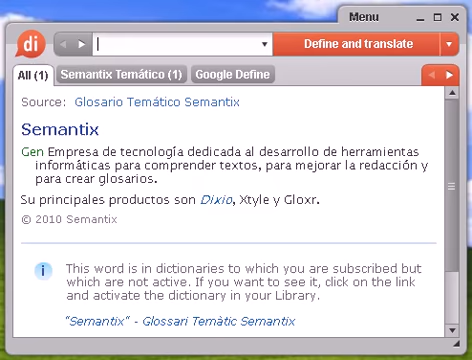 Menu
di
Define and translate
All (1) Semantix Temático (1) Google Define
Source: Glosario Temático Semantix
Semantix
Gen Empresa de tecnología dedicada al desarrollo de herramientas
informáticas para comprender textos, para mejorar la redacción y
para crear glosarios.
Su principales productos son Dixio, Xtyle y Gloxr.
© 2010 Semantix
i
This word is in dictionaries to which you are subscribed but
which are not active. If you want to see it, click on the link
and activate the dictionary in your Library.
"Semantix" - Glossari Temàtic Semantix